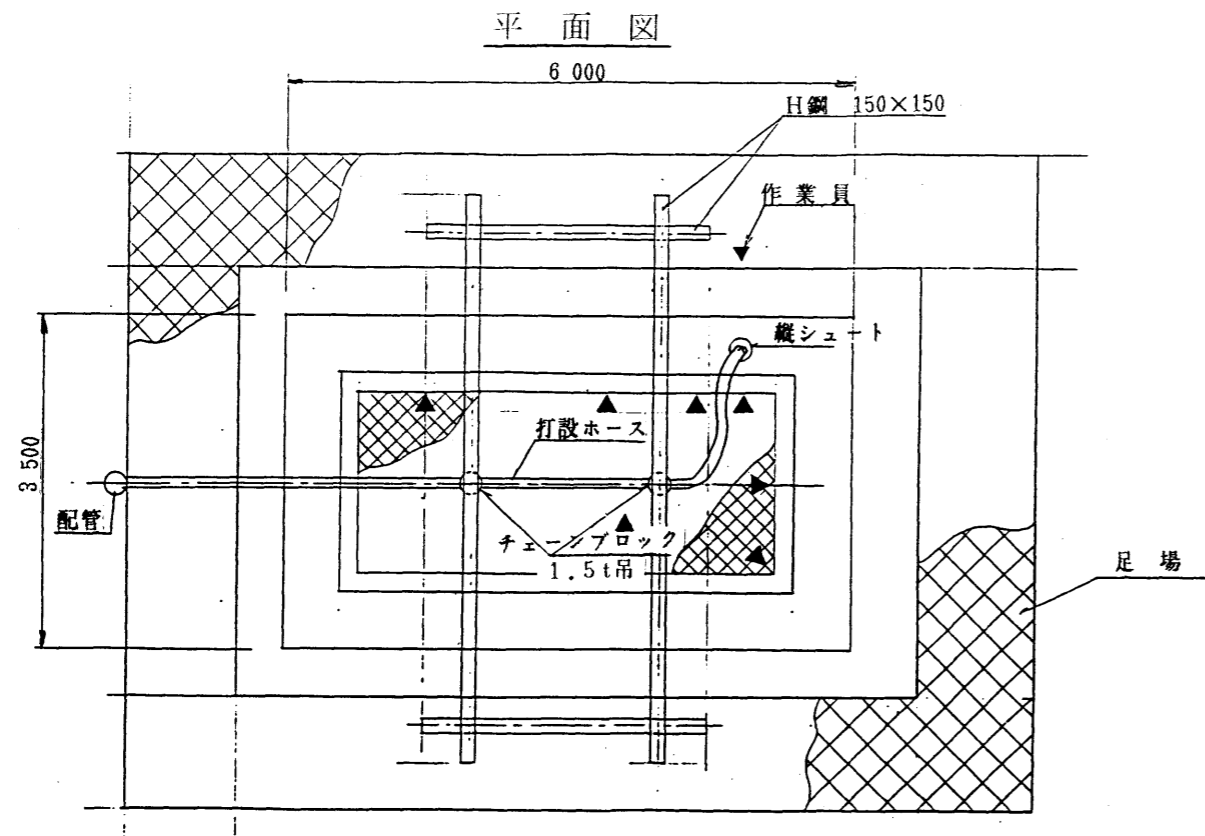 平面図
6 000
H鋼 150×150
作業員
縦シュート
打設ホース
3 500
配管
チェーンブロック
1.5t吊
足場